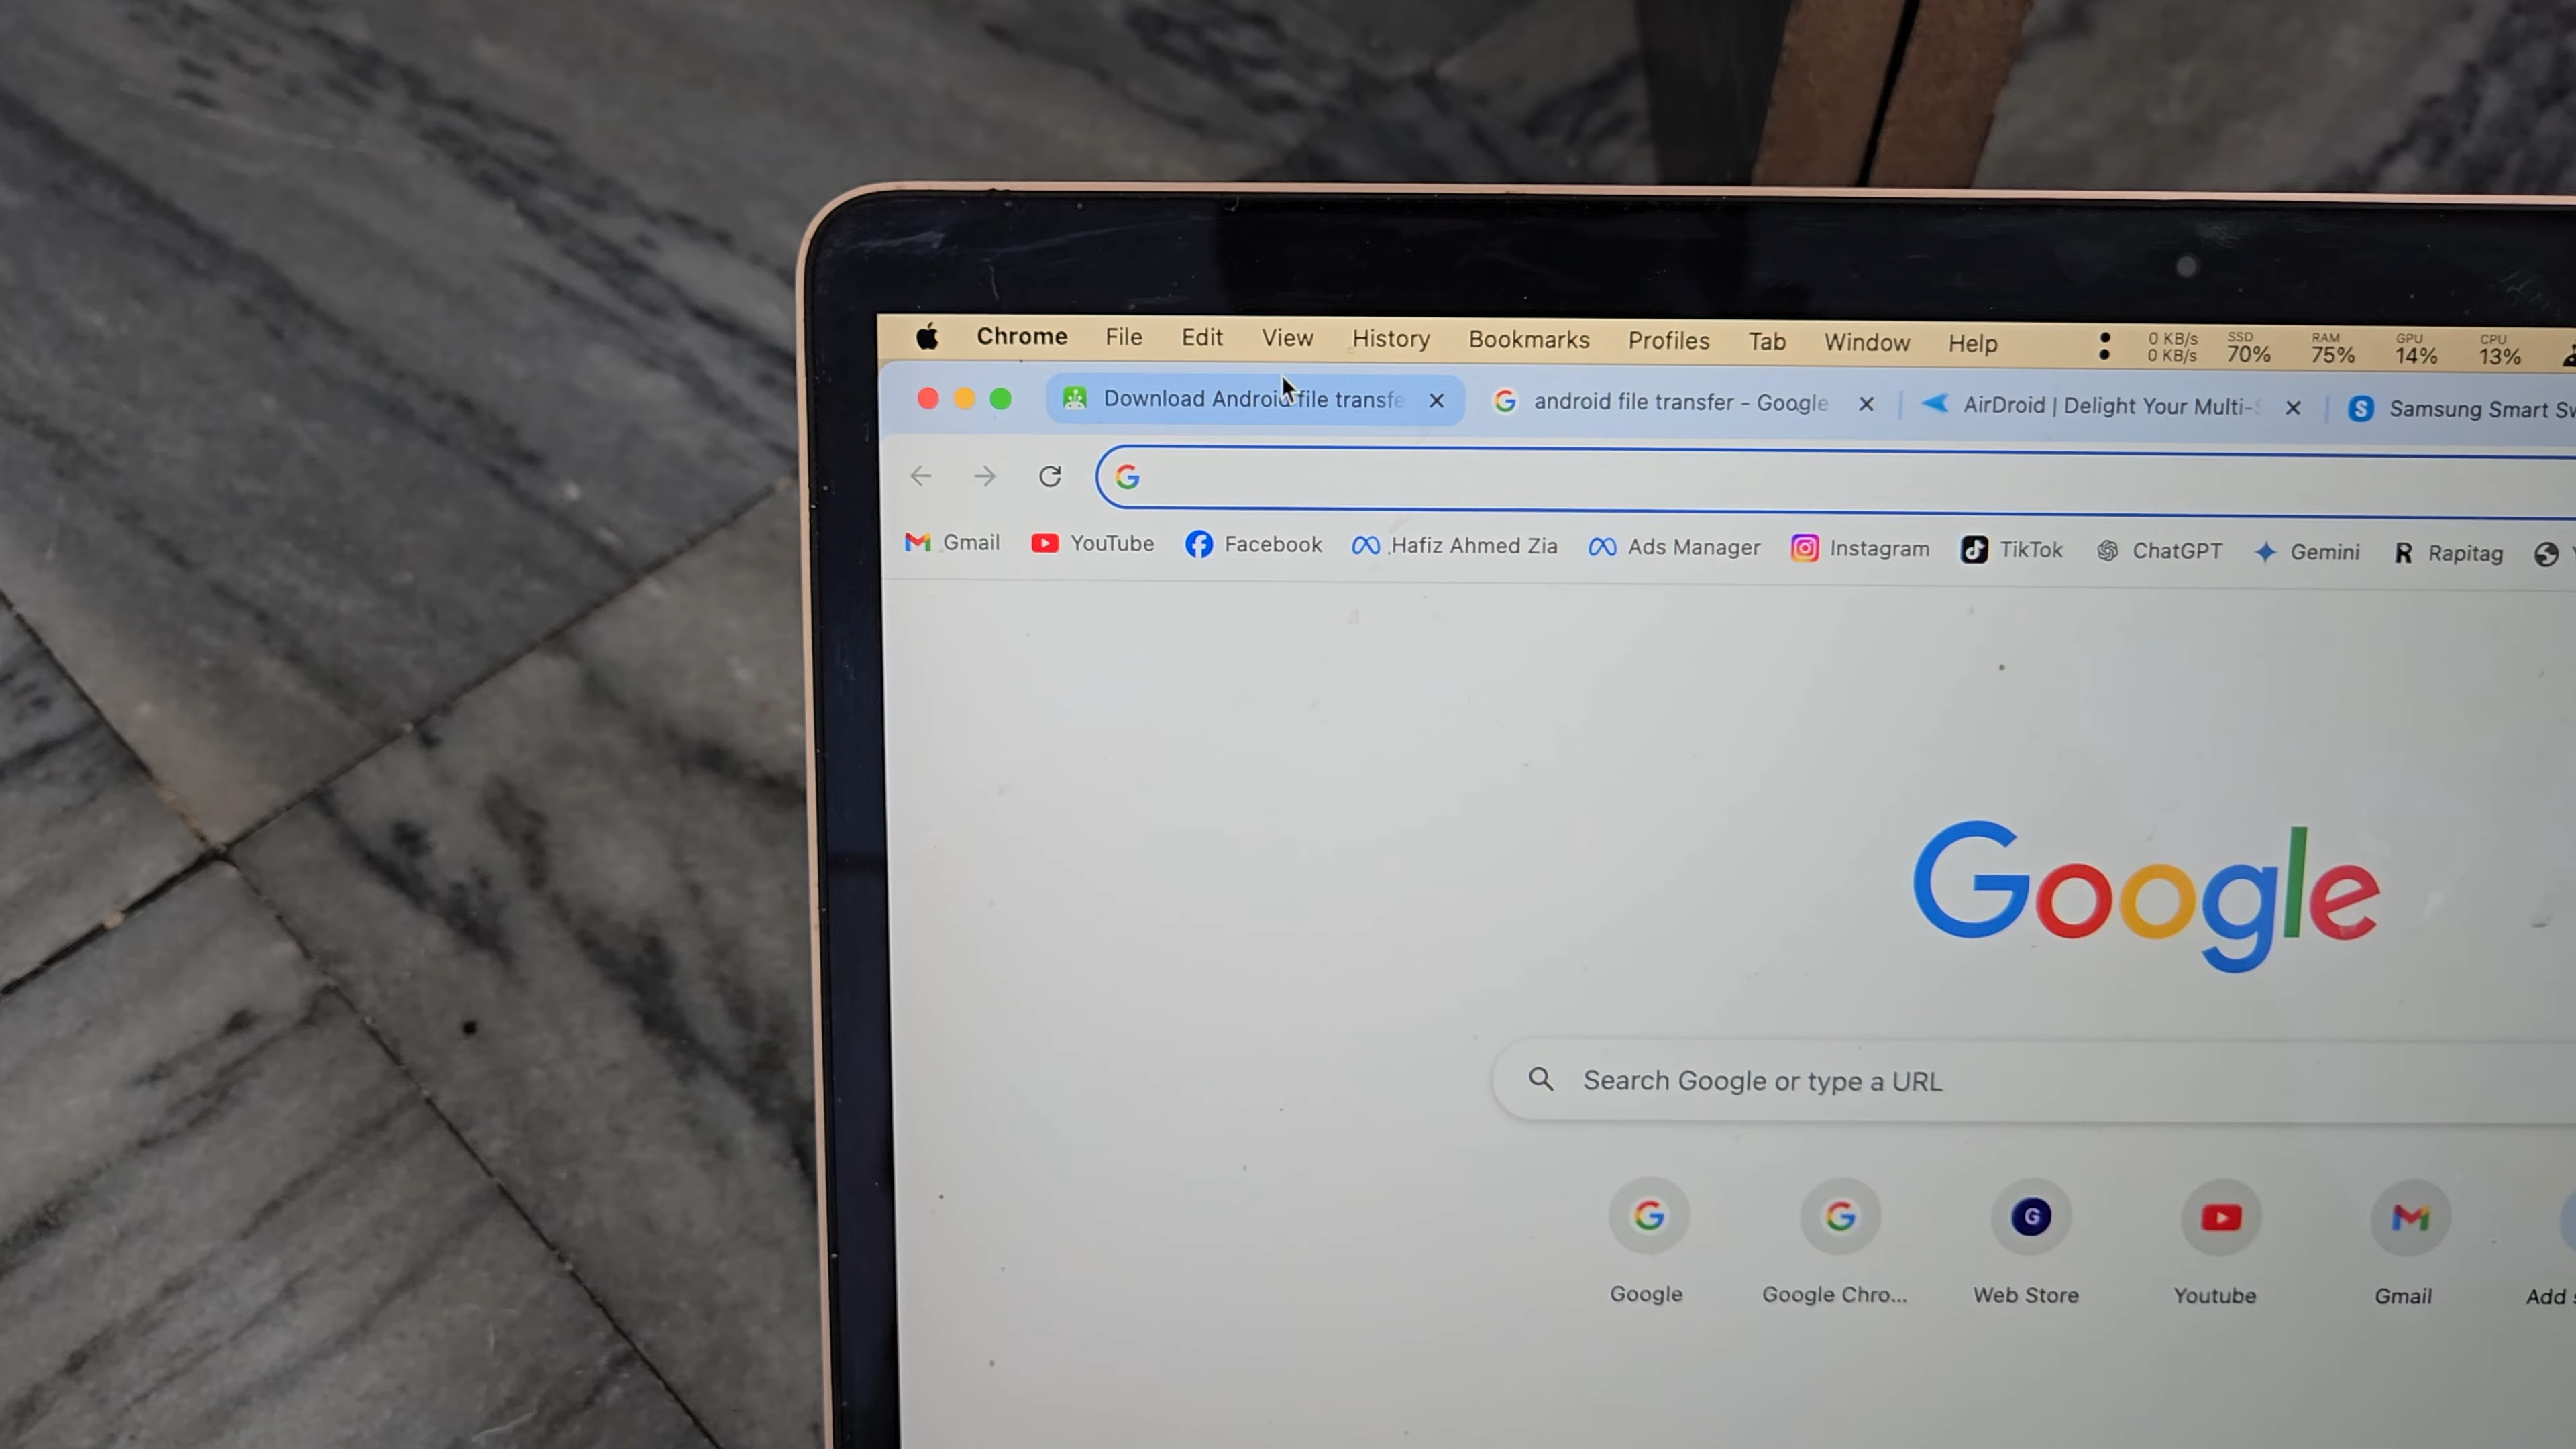 Chrome File Edit View History Bookmarks Profiles Tab Window Help 0 KB/s 0 KB/s SSD 70% RAM 75% GPU 14% CPU 13%
Download Android file transfe android file transfer - Google AirDroid | Delight Your Multi- Samsung Smart Sw
Gmail YouTube Facebook Hafiz Ahmed Zia Ads Manager Instagram TikTok ChatGPT Gemini Rapitag
Google
Search Google or type a URL
Google Google Chro... Web Store Youtube Gmail Add